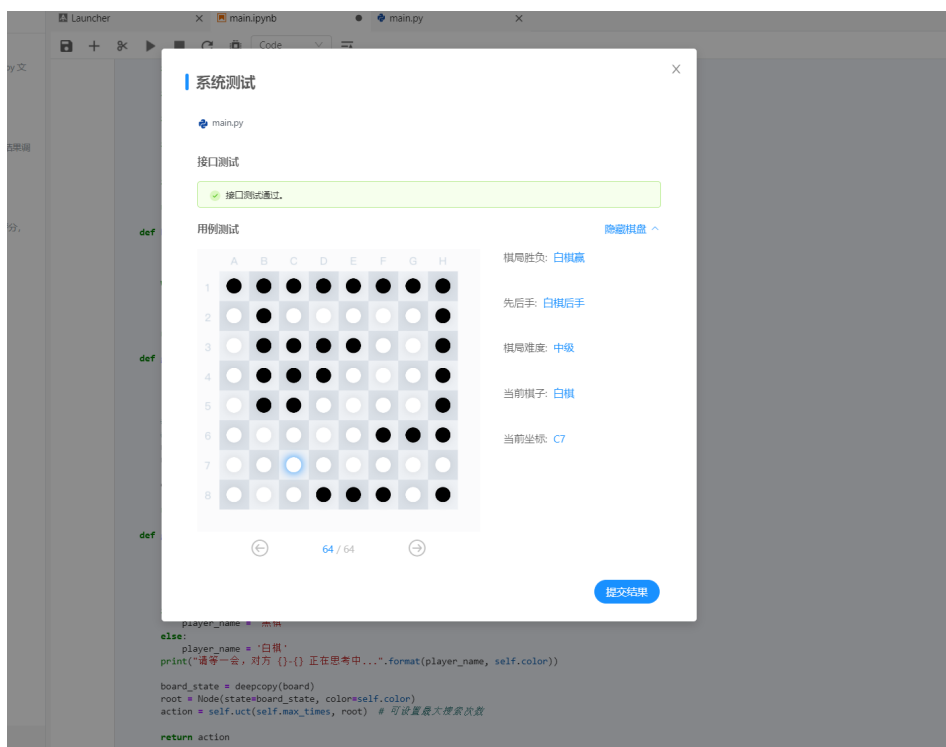 Launcher
main.ipynb
main.py
Code
py 文
系统测试
main.py
结果调
接口测试
接口测试通过。
分,
def
用例测试
隐藏棋盘
A B C D E F G H
1
2
3
4
5
6
7
8
棋局胜负: 白棋赢
先后手: 白棋后手
棋局难度: 中级
当前棋子: 白棋
当前坐标: C7
def
def
64 / 64
提交结果
player_name = '黑棋
else:
player_name = '白棋'
print("请等一会，对方 {}-{} 正在思考中...".format(player_name, self.color))
board_state = deepcopy(board)
root = Node(state=board_state, color=self.color)
action = self.uct(self.max_times, root) # 可设置最大搜索次数
return action